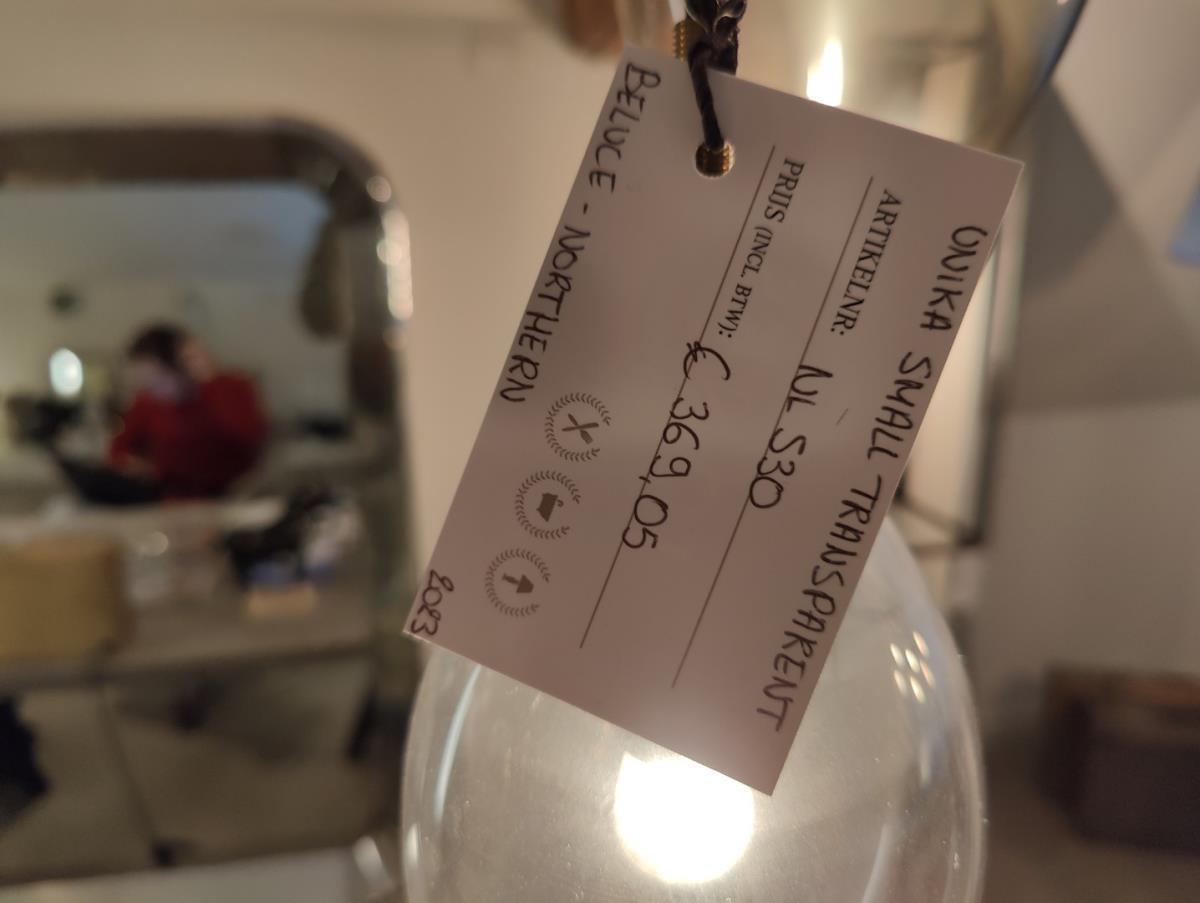 UNIKA SMALL TRANSPARENT
ARTIKELNR: NL S30
PRIJS (INCL. BTW): € 369,05
BELUCE - NORTHERN
2023